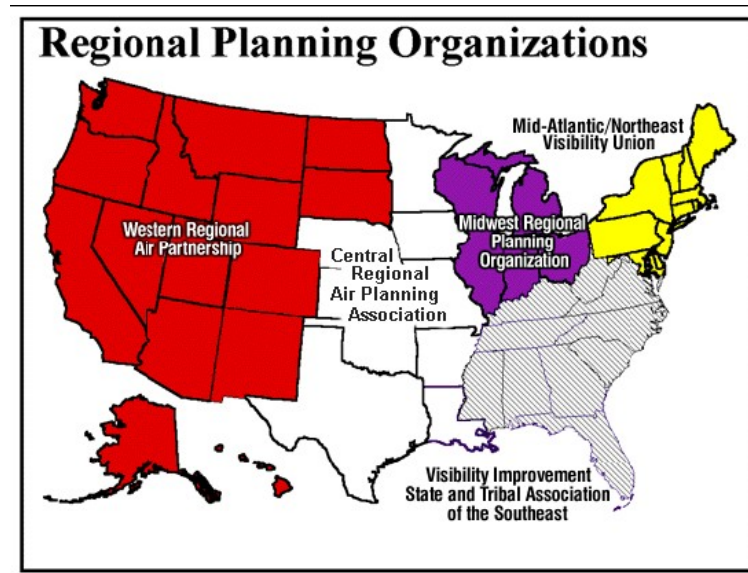 Regional Planning Organizations
Mid-Atlantic/Northeast
Visibility Union
Western Regional
Air Partnership
Midwest Regional
Planning
Organization
Central
Regional
Air Planning
Association
Visibility Improvement
State and Tribal Association
of the Southeast